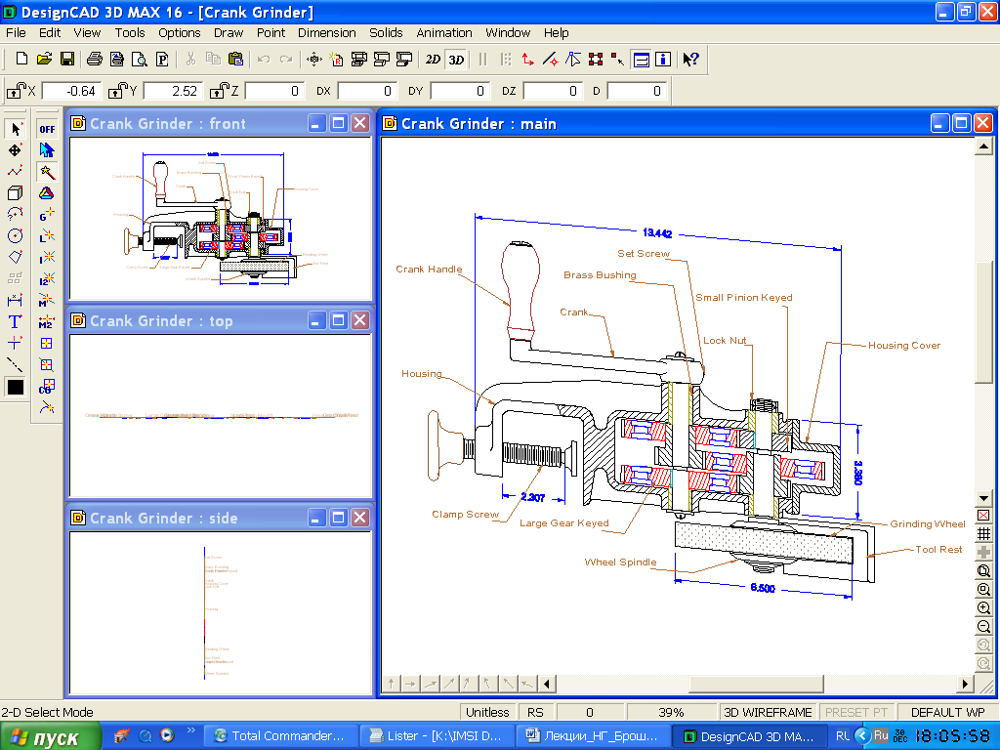 DesignCAD 3D MAX 16 - [Crank Grinder]
File Edit View Tools Options Draw Point Dimension Solids Animation Window Help
2D 3D
X -0.64 Y 2.52 Z 0 DX 0 DY 0 DZ 0 D 0
OFF
Crank Grinder : front
Crank Grinder : main
Crank Grinder : top
Crank Grinder : side
13.442
Set Screw
Crank Handle
Brass Bushing
Small Pinion Keyed
Crank
Lock Nut
Housing Cover
Housing
3.380
2.307
Clamp Screw
Large Gear Keyed
Grinding Wheel
Tool Rest
Wheel Spindle
6.500
2-D Select Mode Unitless RS 0 39% 3D WIREFRAME PRESET PT DEFAULT WP
пуск Total Commander... Lister - [K:\IMSI D... Лекции_НГ_Брош... DesignCAD 3D MA... RL Ru 18:05:58